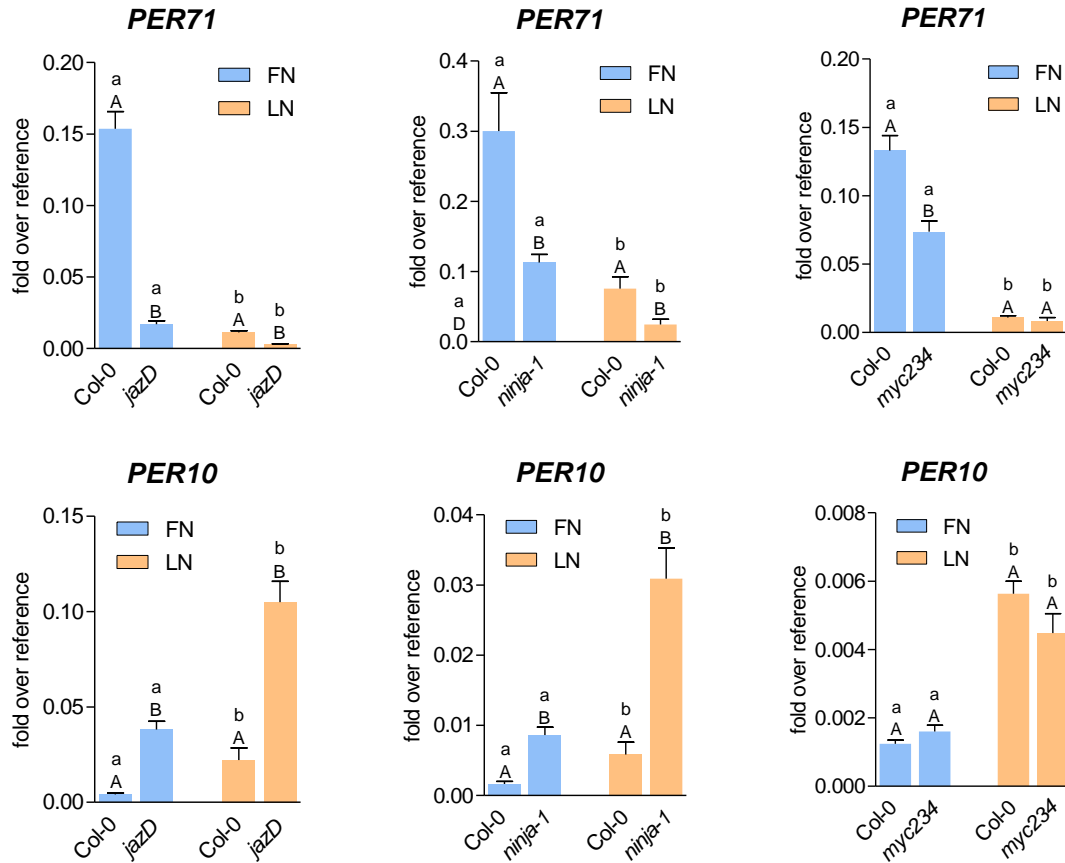 PER71
0.20
0.15
0.10
0.05
0.00
fold over reference
FN
LN
a
A
a
B
b
A
b
B
Col-0
jazD
Col-0
jazD
PER71
0.4
0.3
0.2
0.1
0.0
fold over reference
FN
LN
a
D
a
A
a
B
b
A
b
B
Col-0
ninja-1
Col-0
ninja-1
PER71
0.20
0.15
0.10
0.05
0.00
fold over reference
FN
LN
a
A
a
B
b
A
b
A
Col-0
myc234
Col-0
myc234
PER10
0.15
0.10
0.05
0.00
fold over reference
FN
LN
a
A
a
B
b
A
b
B
Col-0
jazD
Col-0
jazD
PER10
0.04
0.03
0.02
0.01
0.00
fold over reference
FN
LN
a
A
a
B
b
A
b
B
Col-0
ninja-1
Col-0
ninja-1
PER10
0.008
0.006
0.004
0.002
0.000
fold over reference
FN
LN
a
A
a
A
b
A
b
A
Col-0
myc234
Col-0
myc234